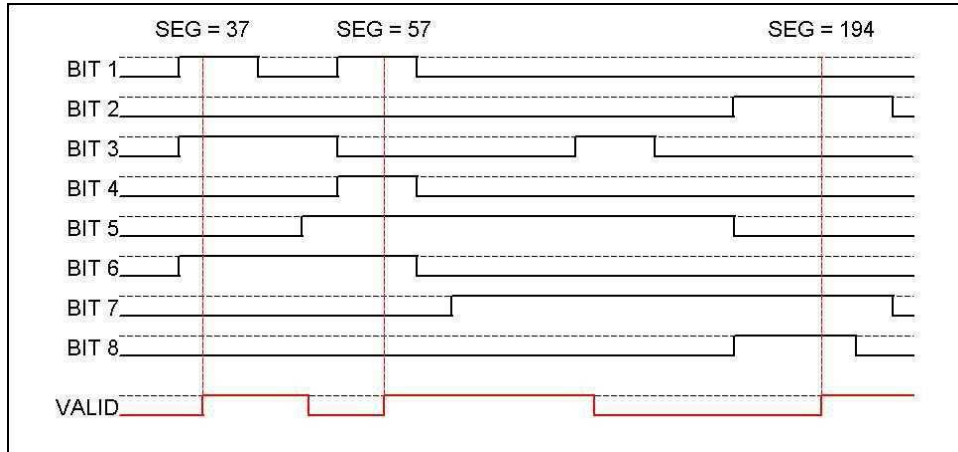 SEG = 37 SEG = 57 SEG = 194
BIT 1
BIT 2
BIT 3
BIT 4
BIT 5
BIT 6
BIT 7
BIT 8
VALID